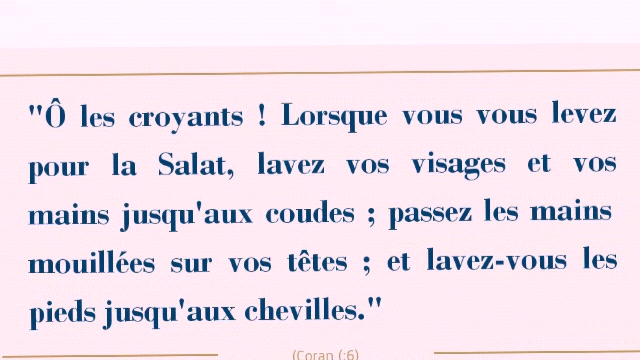 "Ô les croyants ! Lorsque vous vous levez
pour la Salat, lavez vos visages et vos
mains jusqu'aux coudes ; passez les mains
mouillées sur vos têtes ; et lavez-vous les
pieds jusqu'aux chevilles."
(Coran (:6)